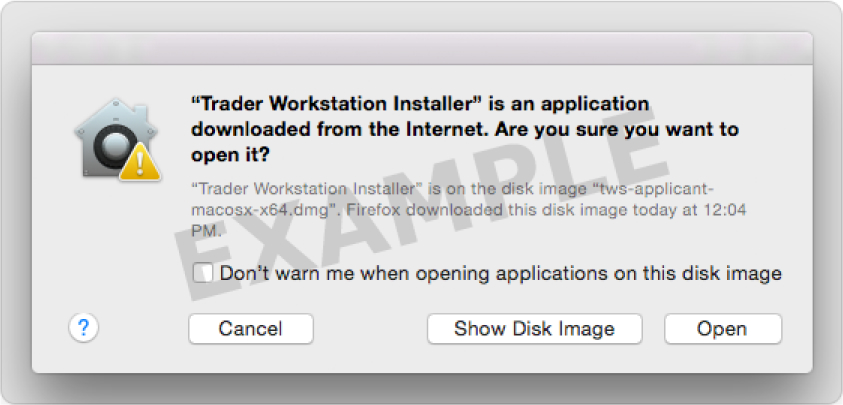 “Trader Workstation Installer” is an application
downloaded from the Internet. Are you sure you want to
open it?
“Trader Workstation Installer” is on the disk image “tws-applicant-
macosx-x64.dmg”. Firefox downloaded this disk image today at 12:04
PM.
EXAMPLE
Don’t warn me when opening applications on this disk image
?
Cancel
Show Disk Image
Open